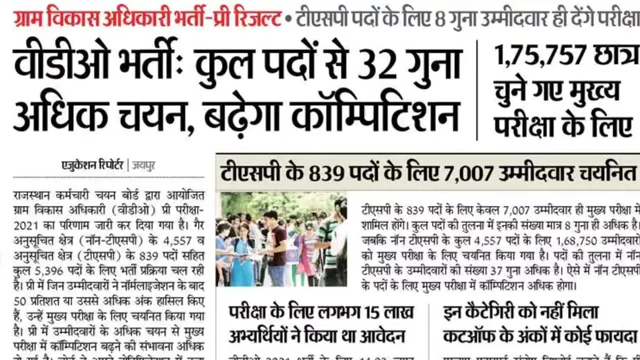 ग्राम विकास अधिकारी भर्ती-प्री रिजल्ट • टीएसपी पदों के लिए 8 गुना उम्मीदवार ही देंगे परीक्षा
वीडीओ भर्ती: कुल पदों से 32 गुना
अधिक चयन, बढ़ेगा कॉम्पिटिशन
1,75,757 छात्र
चुने गए मुख्य
परीक्षा के लिए
एजुकेशन रिपोर्टर | जयपुर
राजस्थान कर्मचारी चयन बोर्ड द्वारा आयोजित
ग्राम विकास अधिकारी (वीडीओ) प्री परीक्षा-
2021 का परिणाम जारी कर दिया गया है। गैर
अनुसूचित क्षेत्र (नॉन-टीएसपी) के 4,557 व
अनुसूचित क्षेत्र (टीएसपी) के 839 पदों सहित
कुल 5,396 पदों के लिए भर्ती प्रक्रिया चल रही
है। प्री में जिन उम्मीदवारों ने नॉर्मलाइजेशन के बाद
50 प्रतिशत या उससे अधिक अंक हासिल किए
हैं, उन्हें मुख्य परीक्षा के लिए चयनित किया गया
है। प्री में उम्मीदवारों के अधिक चयन से मुख्य
परीक्षा में कॉम्पिटिशन बढ़ने की संभावना अधिक
टीएसपी के 839 पदों के लिए 7,007 उम्मीदवार चयनित
टीएसपी के 839 पदों के लिए केवल 7,007 उम्मीदवार ही मुख्य परीक्षा में
शामिल होंगे। कुल पदों की तुलना में इनकी संख्या मात्र 8 गुना ही अधिक है।
जबकि नॉन टीएसपी के कुल 4,557 पदों के लिए 1,68,750 उम्मीदवारों
को मुख्य परीक्षा के लिए चयनित किया गया है। पदों की तुलना में नॉन
टीएसपी के उम्मीदवारों की संख्या 37 गुना अधिक है। ऐसे में नॉन टीएसपी
के पदों के लिए मुख्य परीक्षा में कॉम्पिटिशन अधिक होगा।
परीक्षा के लिए लगभग 15 लाख
अभ्यर्थियों ने किया था आवेदन
इन कैटेगिरी को नहीं मिला
कटऑफ के अंकों में कोई फायदा